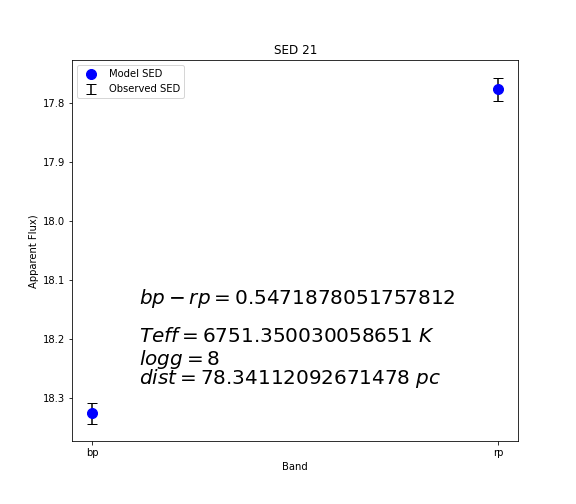 SED 21
Model SED
Observed SED
17.8
17.9
18.0
18.1
18.2
18.3
Apparent Flux)
bp − rp = 0.5471878051757812
Teff = 6751.350030058651 K
logg = 8
dist = 78.34112092671478 pc
bp
rp
Band